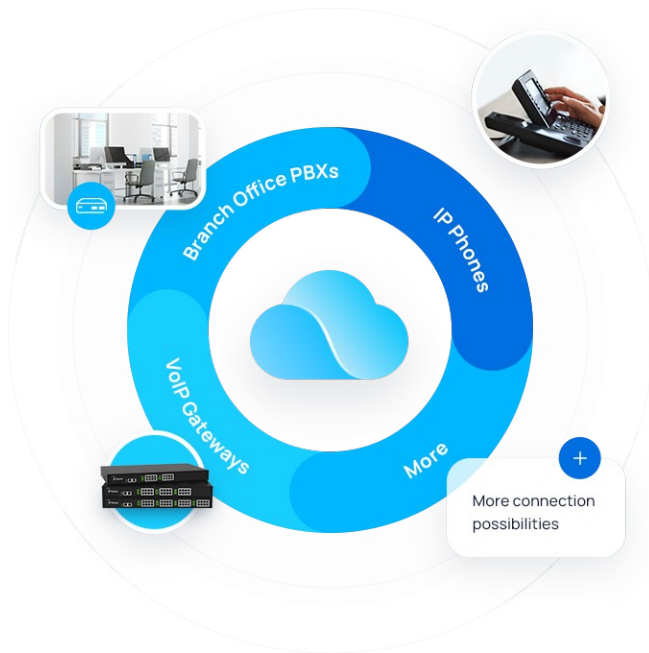 Branch Office PBXs
IP Phones
VoIP Gateways
More
More connection
possibilities